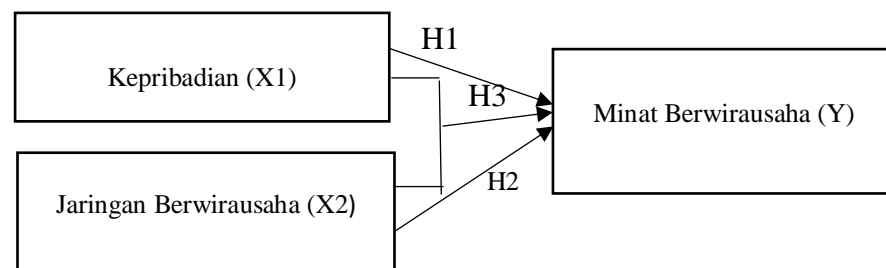 H1
Kepribadian (X1)
H3
Minat Berwirausaha (Y)
H2
Jaringan Berwirausaha (X2)